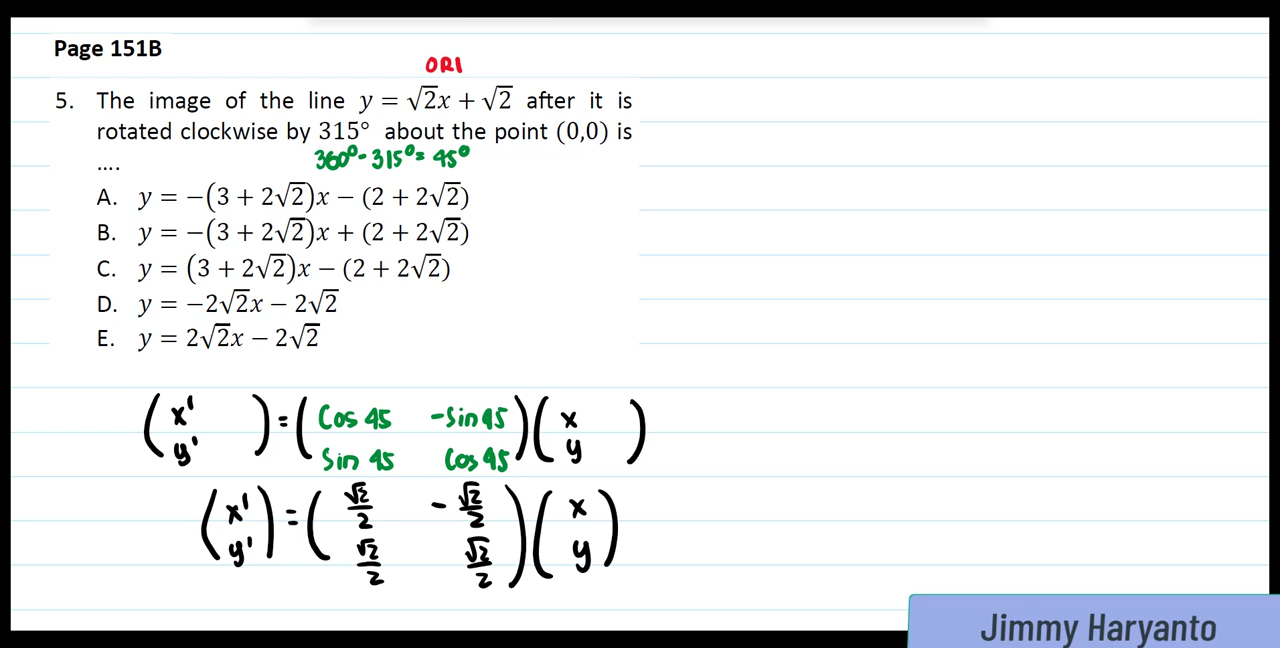 Page 151B
ORI
5. The image of the line y = √2x + √2 after it is
rotated clockwise by 315° about the point (0,0) is
360° - 315° = 45°
....
A. y = −(3 + 2√2)x − (2 + 2√2)
B. y = −(3 + 2√2)x + (2 + 2√2)
C. y = (3 + 2√2)x − (2 + 2√2)
D. y = −2√2x − 2√2
E. y = 2√2x − 2√2
(x' ) = (Cos 45 -Sin 45) (x )
(y' ) (Sin 45 Cos 45) (y )
(x') = (√2/2 -√2/2) (x)
(y') (√2/2 √2/2) (y)
Jimmy Haryanto